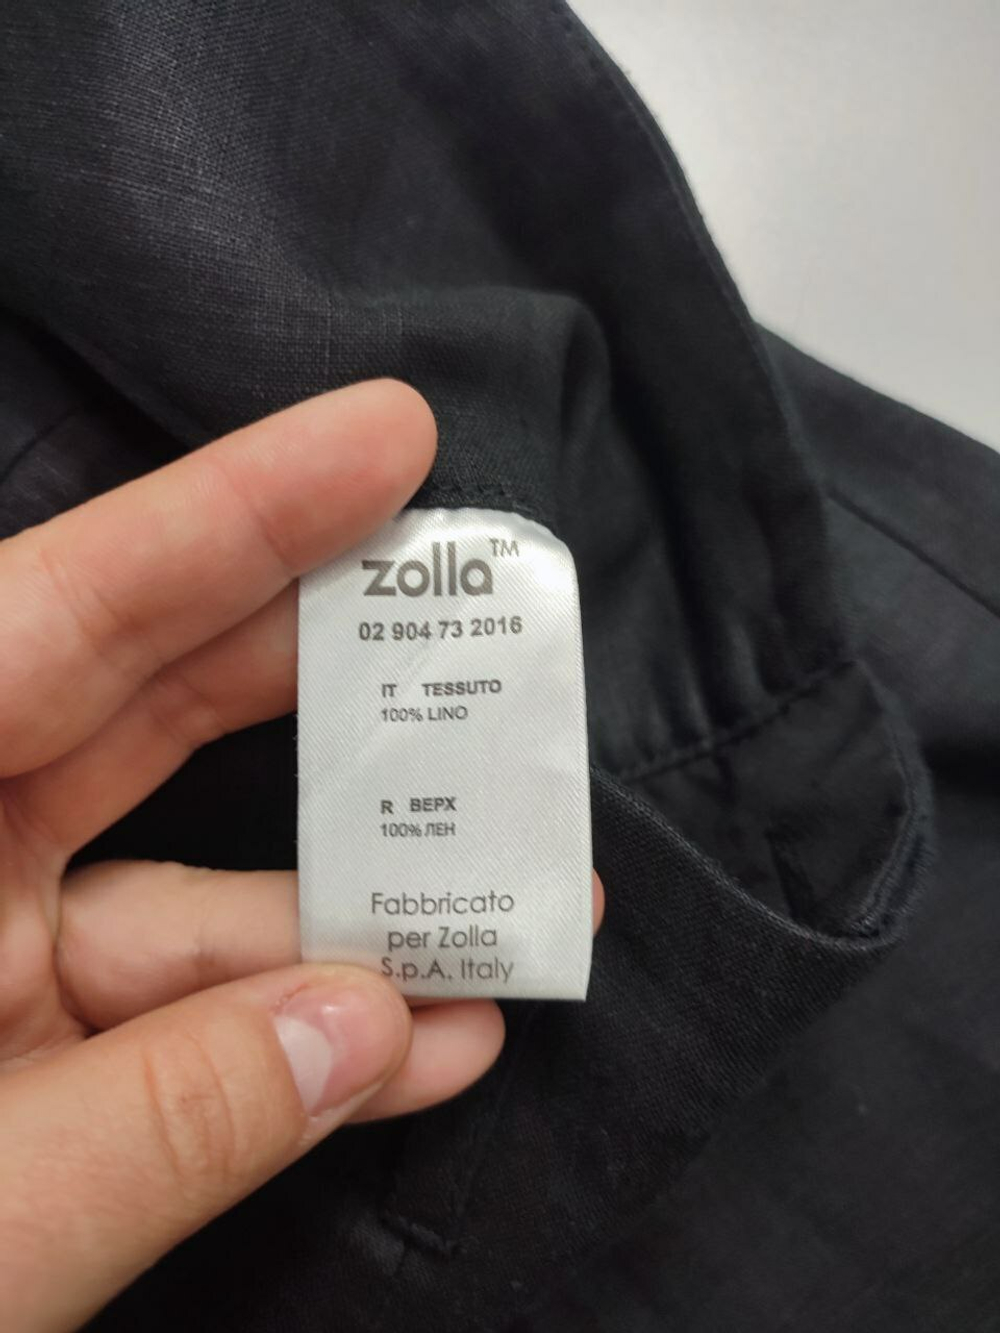 zolla™
02 904 73 2016
IT TESSUTO
100% LINO
R ВЕРХ
100% ЛЕН
Fabbricato
per Zolla
S.p.A. Italy